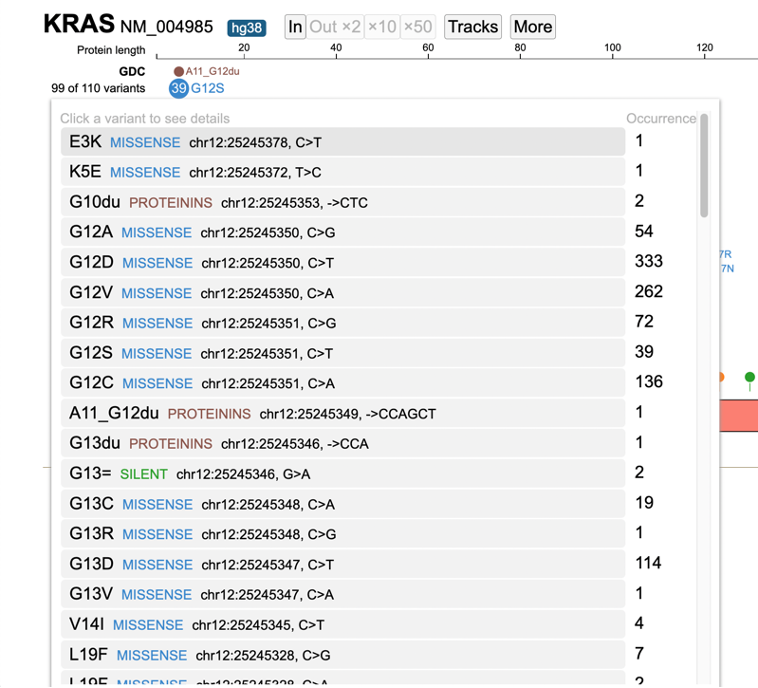 KRAS NM_004985 hg38 In Out ×2 ×10 ×50 Tracks More
Protein length 20 40 60 80 100 120
GDC A11_G12du
99 of 110 variants 39 G12S
Click a variant to see details Occurrence
E3K MISSENSE chr12:25245378, C>T 1
K5E MISSENSE chr12:25245372, T>C 1
G10du PROTEININS chr12:25245353, ->CTC 2
G12A MISSENSE chr12:25245350, C>G 54
G12D MISSENSE chr12:25245350, C>T 333
7R
G12V MISSENSE chr12:25245350, C>A 262
7N
G12R MISSENSE chr12:25245351, C>G 72
G12S MISSENSE chr12:25245351, C>T 39
G12C MISSENSE chr12:25245351, C>A 136
A11_G12du PROTEININS chr12:25245349, ->CCAGCT 1
G13du PROTEININS chr12:25245346, ->CCA 1
G13= SILENT chr12:25245346, G>A 2
G13C MISSENSE chr12:25245348, C>A 19
G13R MISSENSE chr12:25245348, C>G 1
G13D MISSENSE chr12:25245347, C>T 114
G13V MISSENSE chr12:25245347, C>A 1
V14I MISSENSE chr12:25245345, C>T 4
L19F MISSENSE chr12:25245328, C>G 7
L19F MISSENSE chr12:25245328, C>A 2